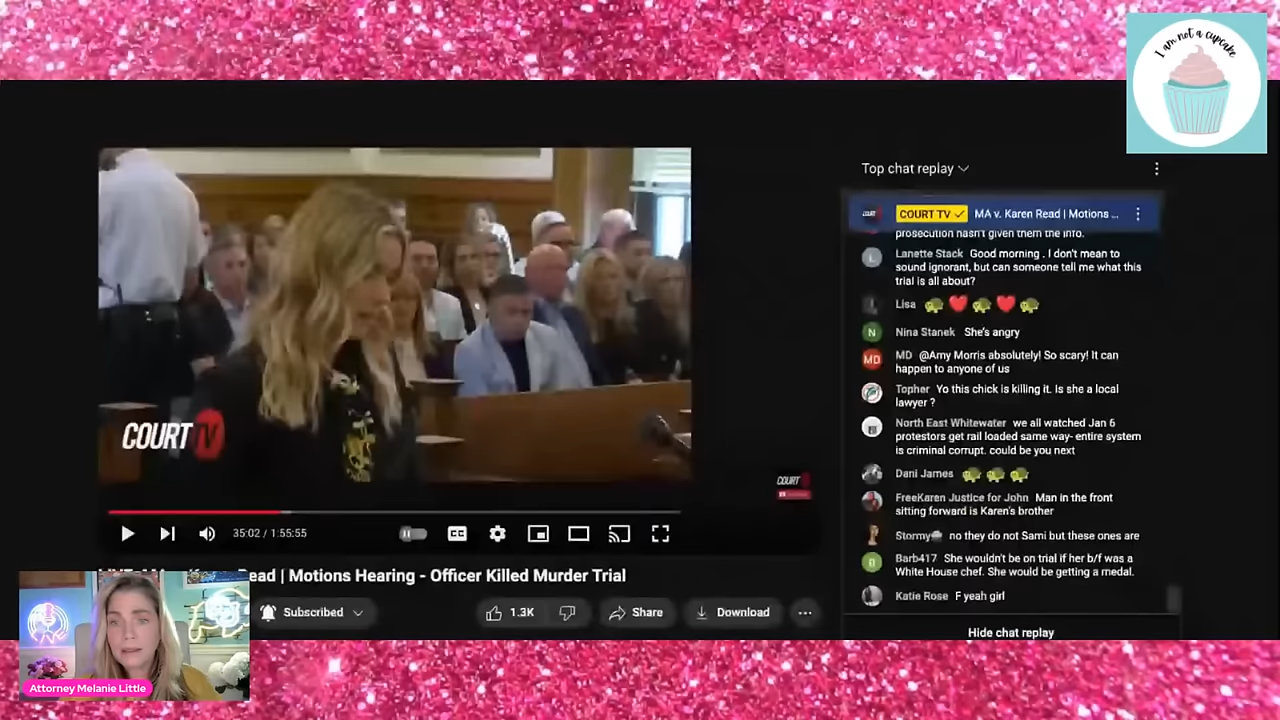 I am not a cupcake
Top chat replay
COURT TV
MA v. Karen Read | Motions ...
prosecution hasn't given them the info.
L
Lanette Stack Good morning . I don't mean to
sound ignorant, but can someone tell me what this
trial is all about?
Lisa 🐢❤️🐢❤️🐢
N
Nina Stanek She's angry
MD
MD @Amy Morris absolutely! So scary! It can
happen to anyone of us
Topher Yo this chick is killing it. Is she a local
lawyer ?
North East Whitewater we all watched Jan 6
protestors get rail loaded same way- entire system
is criminal corrupt. could be you next
Dani James 🐢🐢🐢
FreeKaren Justice for John Man in the front
sitting forward is Karen's brother
Stormy🌧️ no they do not Sami but these ones are
B
Barb417 She wouldn't be on trial if her b/f was a
White House chef. She would be getting a medal.
Katie Rose F yeah girl
Hide chat replay
COURT TV
COURT
35:02 / 1:55:55
CC
Read | Motions Hearing - Officer Killed Murder Trial
Subscribed
1.3K
Share
Download
Attorney Melanie Little